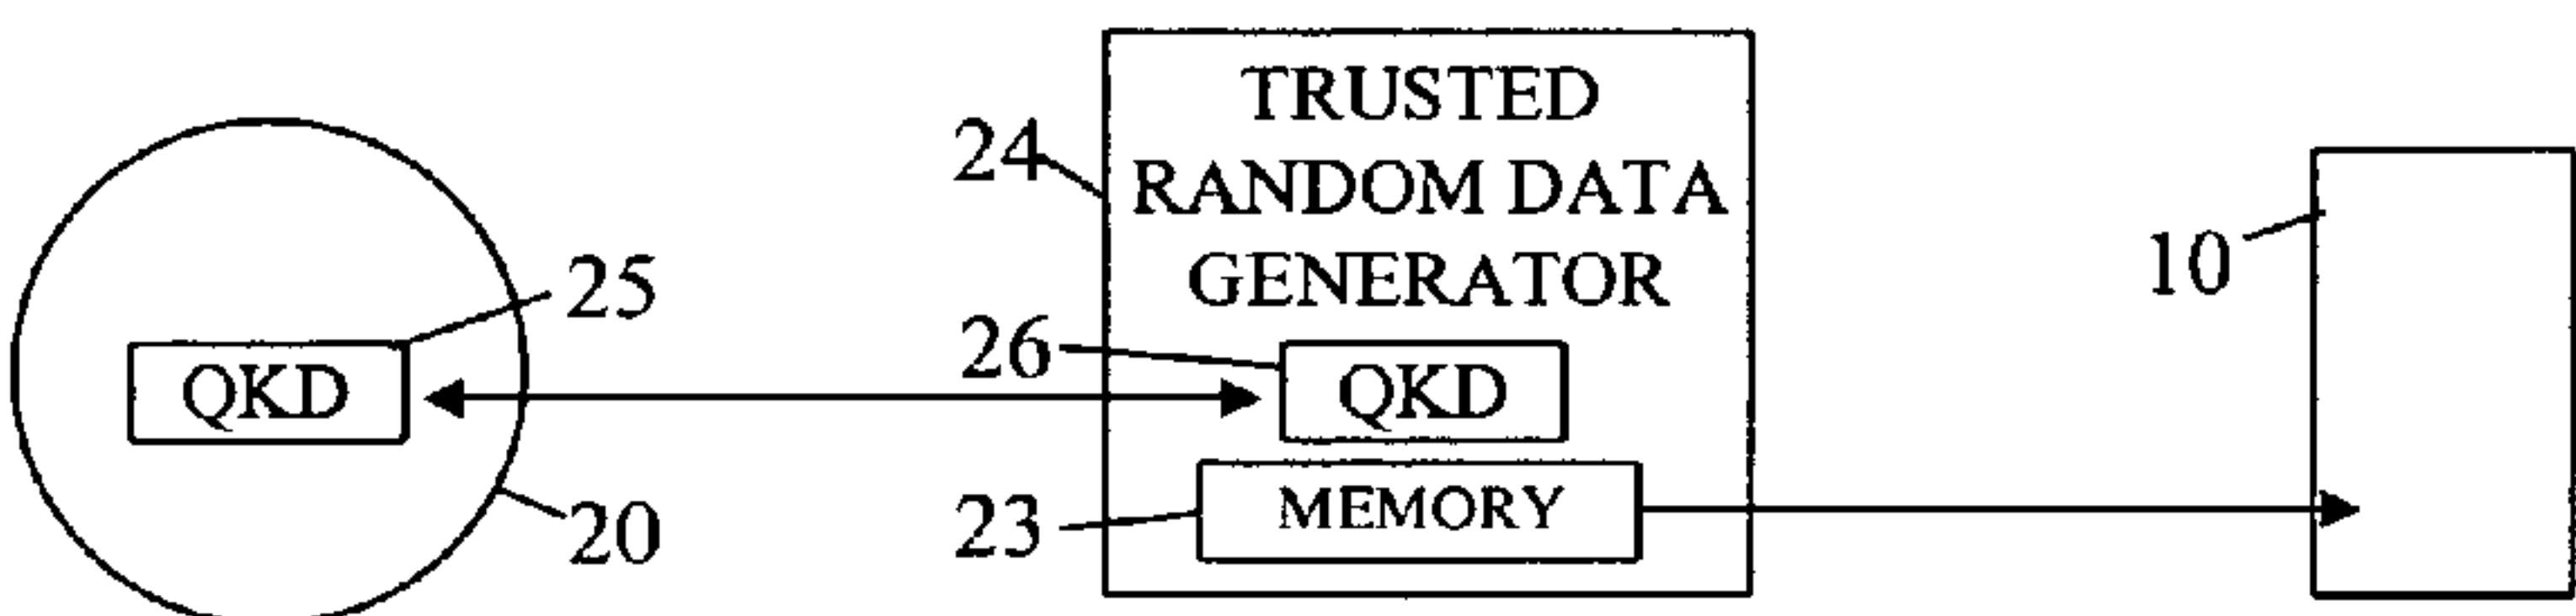 TRUSTED
RANDOM DATA
GENERATOR
24
10
25
QKD
26
QKD
23
MEMORY
20